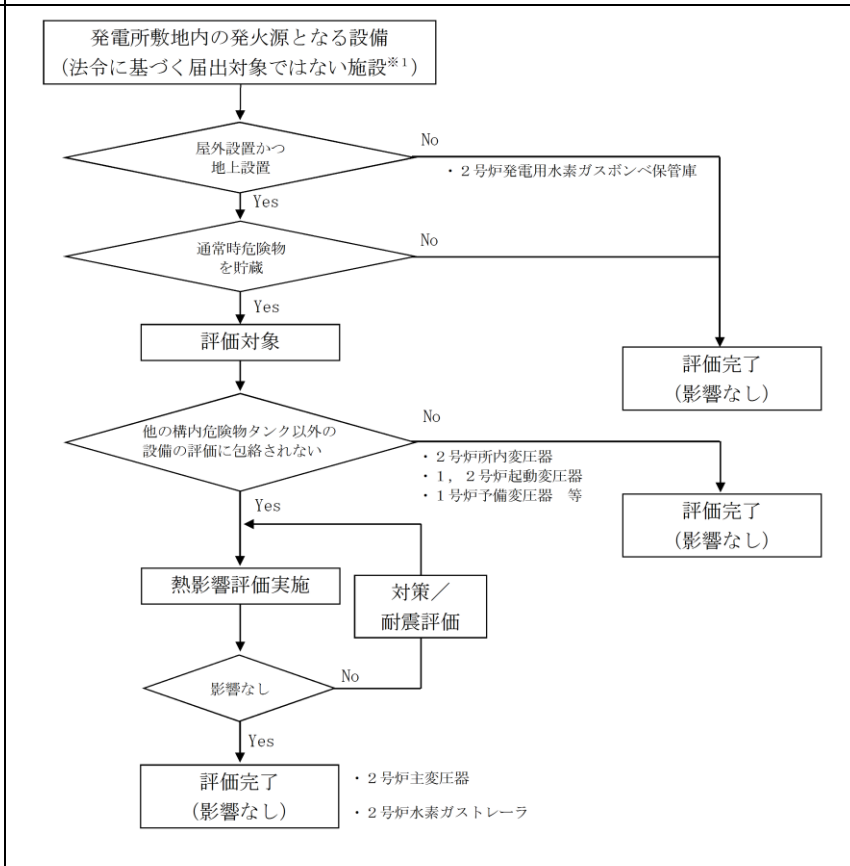 発電所敷地内の発火源となる設備
（法令に基づく届出対象ではない施設※１）
屋外設置かつ
地上設置
No
・２号炉発電用水素ガスボンベ保管庫
Yes
通常時危険物
を貯蔵
No
Yes
評価対象
評価完了
（影響なし）
他の構内危険物タンク以外の
設備の評価に包絡されない
No
・２号炉所内変圧器
・１，２号炉起動変圧器
・１号炉予備変圧器　等
Yes
評価完了
（影響なし）
熱影響評価実施
対策／
耐震評価
影響なし
No
Yes
評価完了
（影響なし）
・２号炉主変圧器
・２号炉水素ガストレーラ